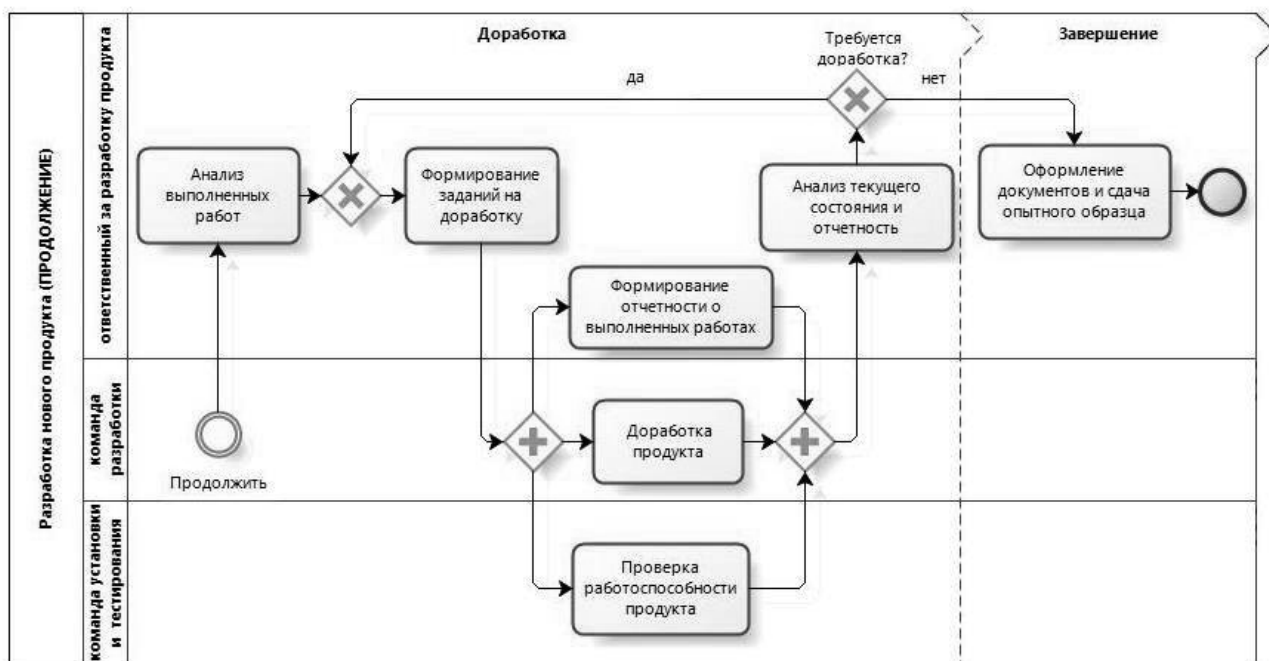 Разработка нового продукта (ПРОДОЛЖЕНИЕ)
ответственный за разработку продукта
команда
разработки
команда установки
и тестирования
Доработка
Завершение
Требуется
доработка?
да
нет
Анализ
выполненных
работ
Формирование
заданий на
доработку
Анализ текущего
состояния и
отчетность
Оформление
документов и сдача
опытного образца
Формирование
отчетности о
выполненных работах
Продолжить
Доработка
продукта
Проверка
работоспособности
продукта